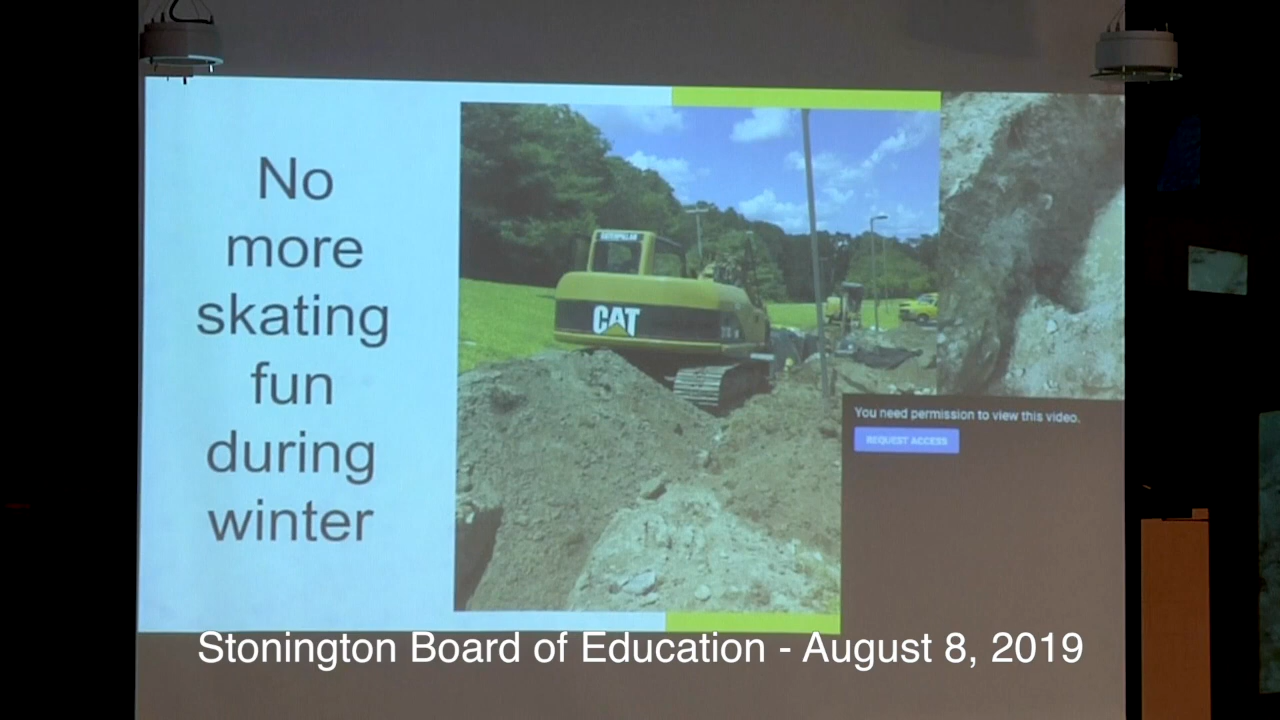 No
more
skating
fun
during
winter
CATERPILLAR
CAT
You need permission to view this video.
REQUEST ACCESS
Stonington Board of Education - August 8, 2019